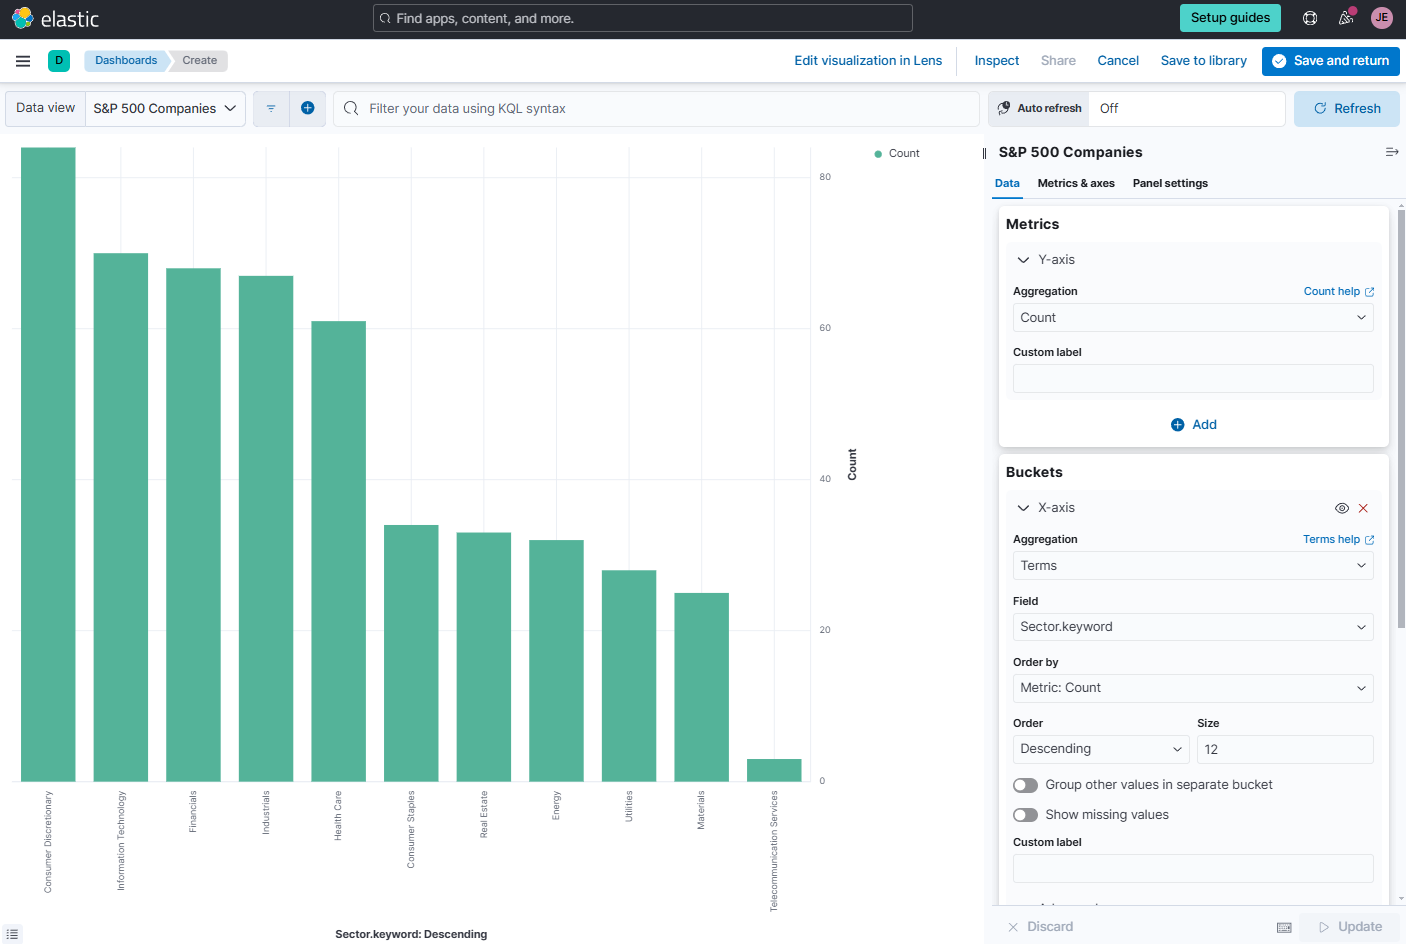 elastic
Find apps, content, and more.
Setup guides
JE
D
Dashboards
Create
Edit visualization in Lens
Inspect
Share
Cancel
Save to library
Save and return
Data view
S&P 500 Companies
Filter your data using KQL syntax
Auto refresh
Off
Refresh
Count
80
60
40
20
0
Count
Consumer Discretionary
Information Technology
Financials
Industrials
Health Care
Consumer Staples
Real Estate
Energy
Utilities
Materials
Telecommunication Services
Sector.keyword: Descending
S&P 500 Companies
Data
Metrics & axes
Panel settings
Metrics
Y-axis
Aggregation
Count help
Count
Custom label
Add
Buckets
X-axis
Aggregation
Terms help
Terms
Field
Sector.keyword
Order by
Metric: Count
Order
Size
Descending
12
Group other values in separate bucket
Show missing values
Custom label
Discard
Update